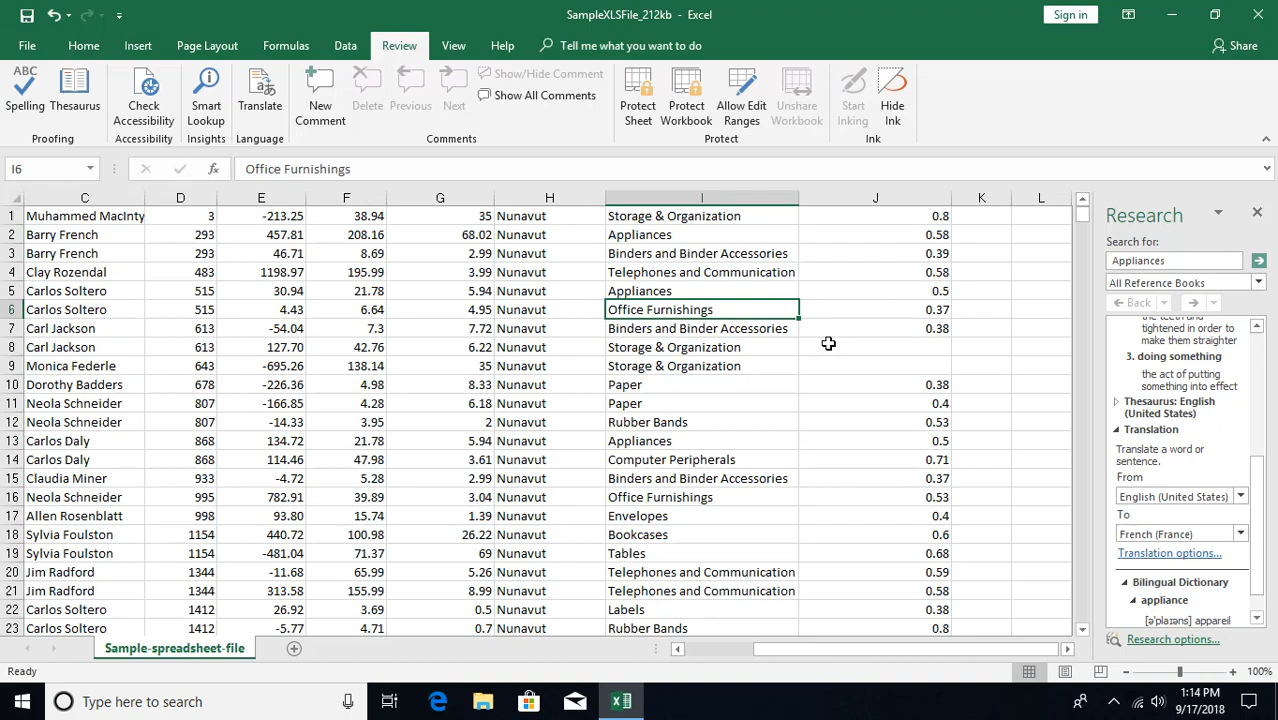 SampleXLSFile_212kb - Excel
Sign in
File Home Insert Page Layout Formulas Data Review View Help Tell me what you want to do Share
ABC
Spelling Thesaurus Check Accessibility Smart Lookup Translate New Comment Delete Previous Next Show/Hide Comment Show All Comments Protect Sheet Protect Workbook Allow Edit Ranges Unshare Workbook Start Inking Hide Ink
Proofing Accessibility Insights Language Comments Protect Ink
I6 fx Office Furnishings
C D E F G H I J K L
1 Muhammed MacInty 3 -213.25 38.94 35 Nunavut Storage & Organization 0.8
2 Barry French 293 457.81 208.16 68.02 Nunavut Appliances 0.58
3 Barry French 293 46.71 8.69 2.99 Nunavut Binders and Binder Accessories 0.39
4 Clay Rozendal 483 1198.97 195.99 3.99 Nunavut Telephones and Communication 0.58
5 Carlos Soltero 515 30.94 21.78 5.94 Nunavut Appliances 0.5
6 Carlos Soltero 515 4.43 6.64 4.95 Nunavut Office Furnishings 0.37
7 Carl Jackson 613 -54.04 7.3 7.72 Nunavut Binders and Binder Accessories 0.38
8 Carl Jackson 613 127.70 42.76 6.22 Nunavut Storage & Organization
9 Monica Federle 643 -695.26 138.14 35 Nunavut Storage & Organization
10 Dorothy Badders 678 -226.36 4.98 8.33 Nunavut Paper 0.38
11 Neola Schneider 807 -166.85 4.28 6.18 Nunavut Paper 0.4
12 Neola Schneider 807 -14.33 3.95 2 Nunavut Rubber Bands 0.53
13 Carlos Daly 868 134.72 21.78 5.94 Nunavut Appliances 0.5
14 Carlos Daly 868 114.46 47.98 3.61 Nunavut Computer Peripherals 0.71
15 Claudia Miner 933 -4.72 5.28 2.99 Nunavut Binders and Binder Accessories 0.37
16 Neola Schneider 995 782.91 39.89 3.04 Nunavut Office Furnishings 0.53
17 Allen Rosenblatt 998 93.80 15.74 1.39 Nunavut Envelopes 0.4
18 Sylvia Foulston 1154 440.72 100.98 26.22 Nunavut Bookcases 0.6
19 Sylvia Foulston 1154 -481.04 71.37 69 Nunavut Tables 0.68
20 Jim Radford 1344 -11.68 65.99 5.26 Nunavut Telephones and Communication 0.59
21 Jim Radford 1344 313.58 155.99 8.99 Nunavut Telephones and Communication 0.58
22 Carlos Soltero 1412 26.92 3.69 0.5 Nunavut Labels 0.38
23 Carlos Soltero 1412 -5.77 4.71 0.7 Nunavut Rubber Bands 0.8
Research
Search for:
Appliances
All Reference Books
Back
the teeth and
tightened in order to
make them straighter
3. doing something
the act of putting
something into effect
Thesaurus: English
(United States)
Translation
Translate a word or
sentence.
From
English (United States)
To
French (France)
Translation options...
Bilingual Dictionary
appliance
[ə'plaɪəns] appareil
Research options...
Sample-spreadsheet-file
Ready
100%
Type here to search
1:14 PM
9/17/2018